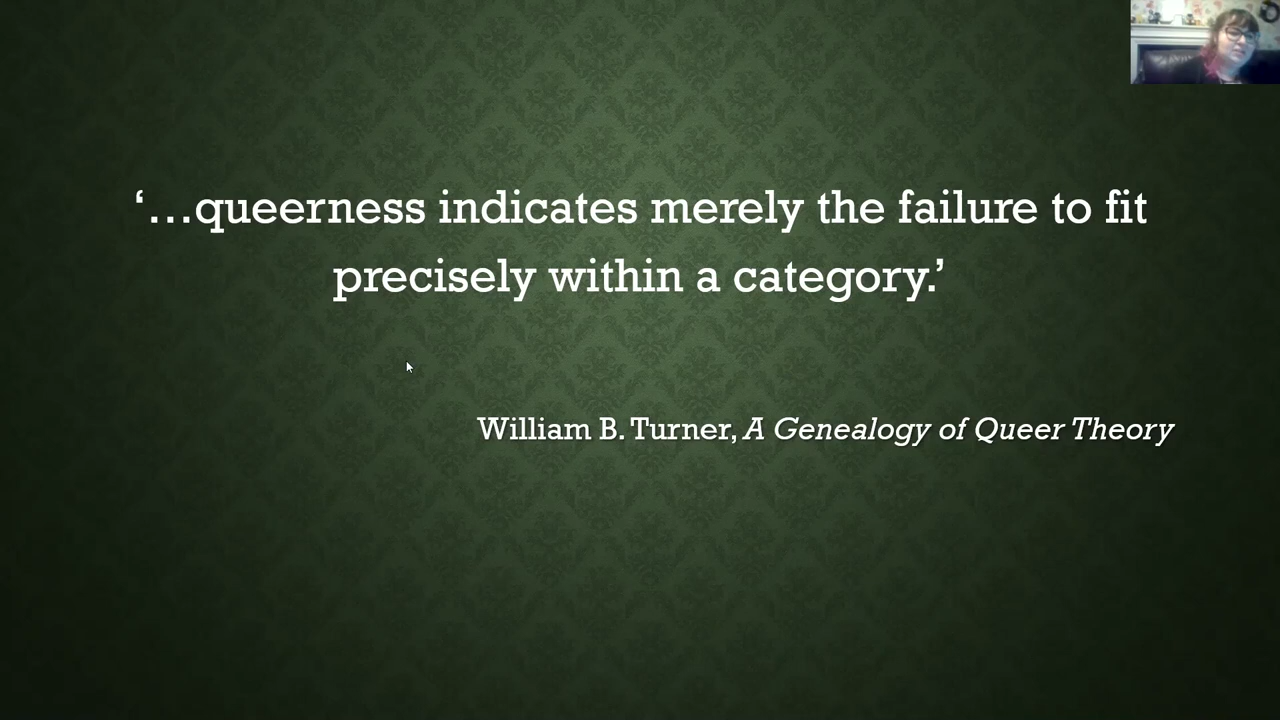 ‘…queerness indicates merely the failure to fit
precisely within a category.’
William B. Turner, A Genealogy of Queer Theory